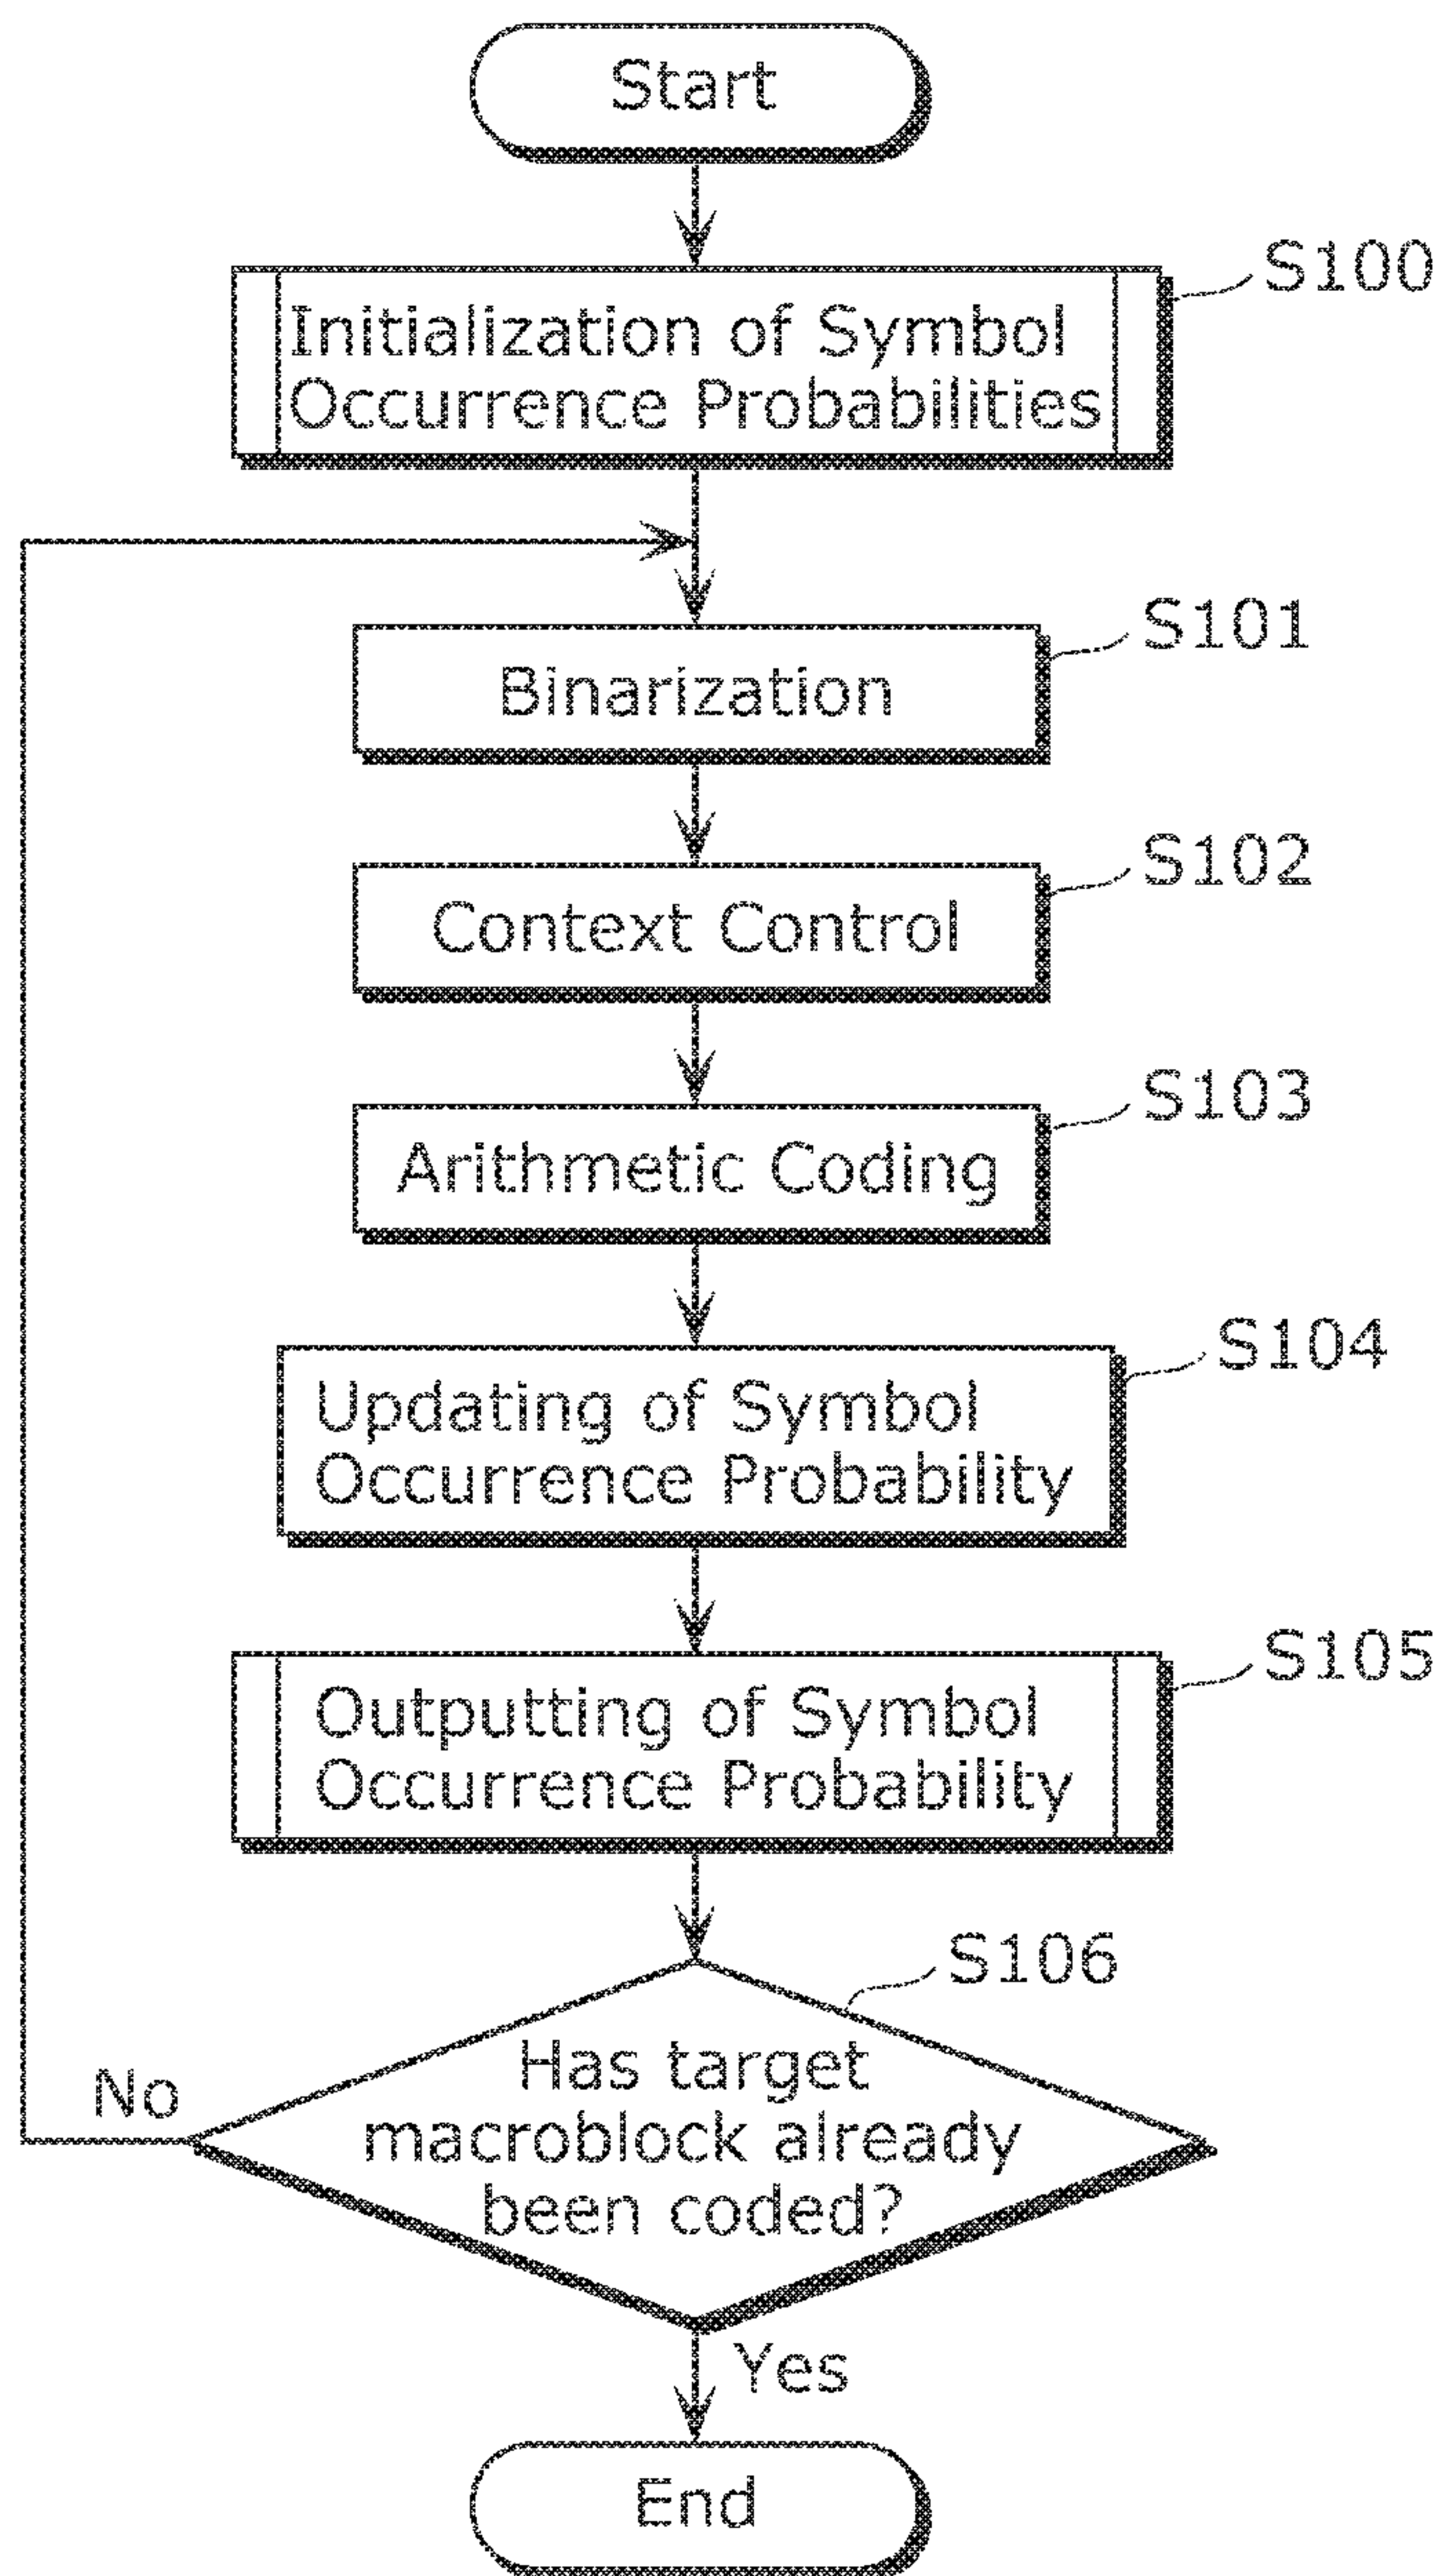 Start
S100
Initialization of Symbol
Occurrence Probabilities
S101
Binarization
S102
Context Control
S103
Arithmetic Coding
S104
Updating of Symbol
Occurrence Probability
S105
Outputting of Symbol
Occurrence Probability
S106
Has target
macroblock already
been coded?
No
Yes
End